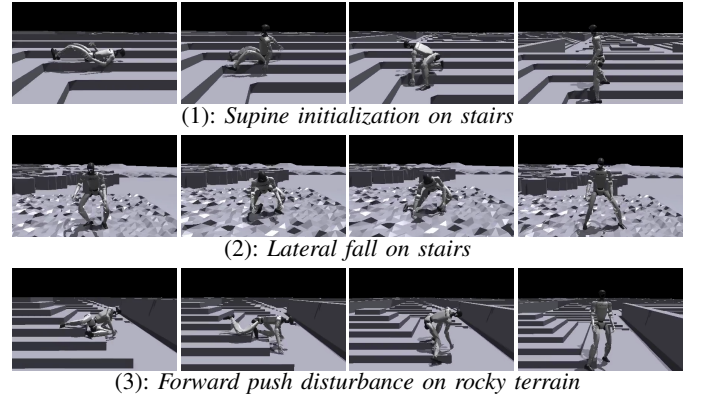 (1): Supine initialization on stairs
(2): Lateral fall on stairs
(3): Forward push disturbance on rocky terrain